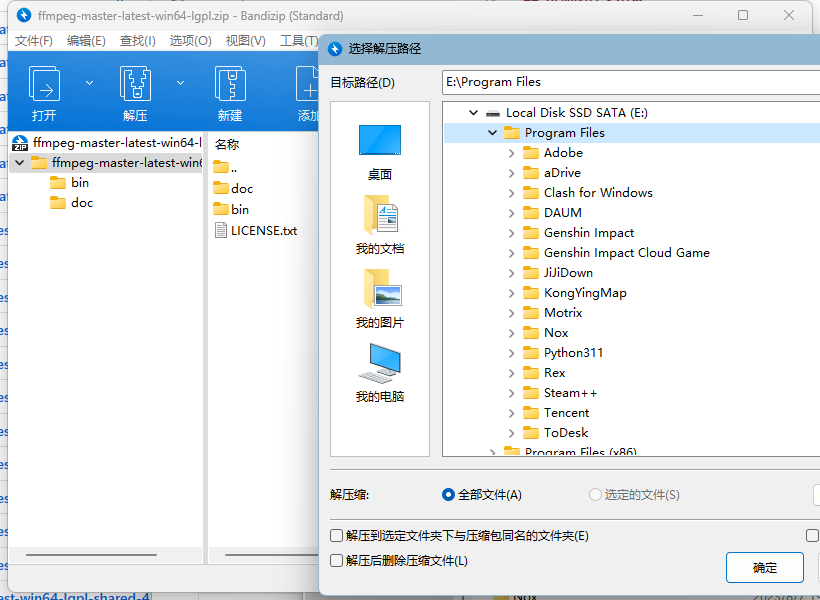 ffmpeg-master-latest-win64-lgpl.zip - Bandizip (Standard)
文件(F) 编辑(E) 查找(I) 选项(O) 视图(V) 工具(T)
打开 解压 新建 添加
ffmpeg-master-latest-win64-l
ffmpeg-master-latest-win6
bin
doc
名称
..
doc
bin
LICENSE.txt
选择解压路径
目标路径(D)
E:\Program Files
桌面
我的文档
我的图片
我的电脑
Local Disk SSD SATA (E:)
Program Files
Adobe
aDrive
Clash for Windows
DAUM
Genshin Impact
Genshin Impact Cloud Game
JiJiDown
KongYingMap
Motrix
Nox
Python311
Rex
Steam++
Tencent
ToDesk
Program Files (x86)
解压缩: 全部文件(A) 选定的文件(S)
解压到选定文件夹下与压缩包同名的文件夹(E)
解压后删除压缩文件(L)
确定
est-win64-lgpl-shared-4
Nox